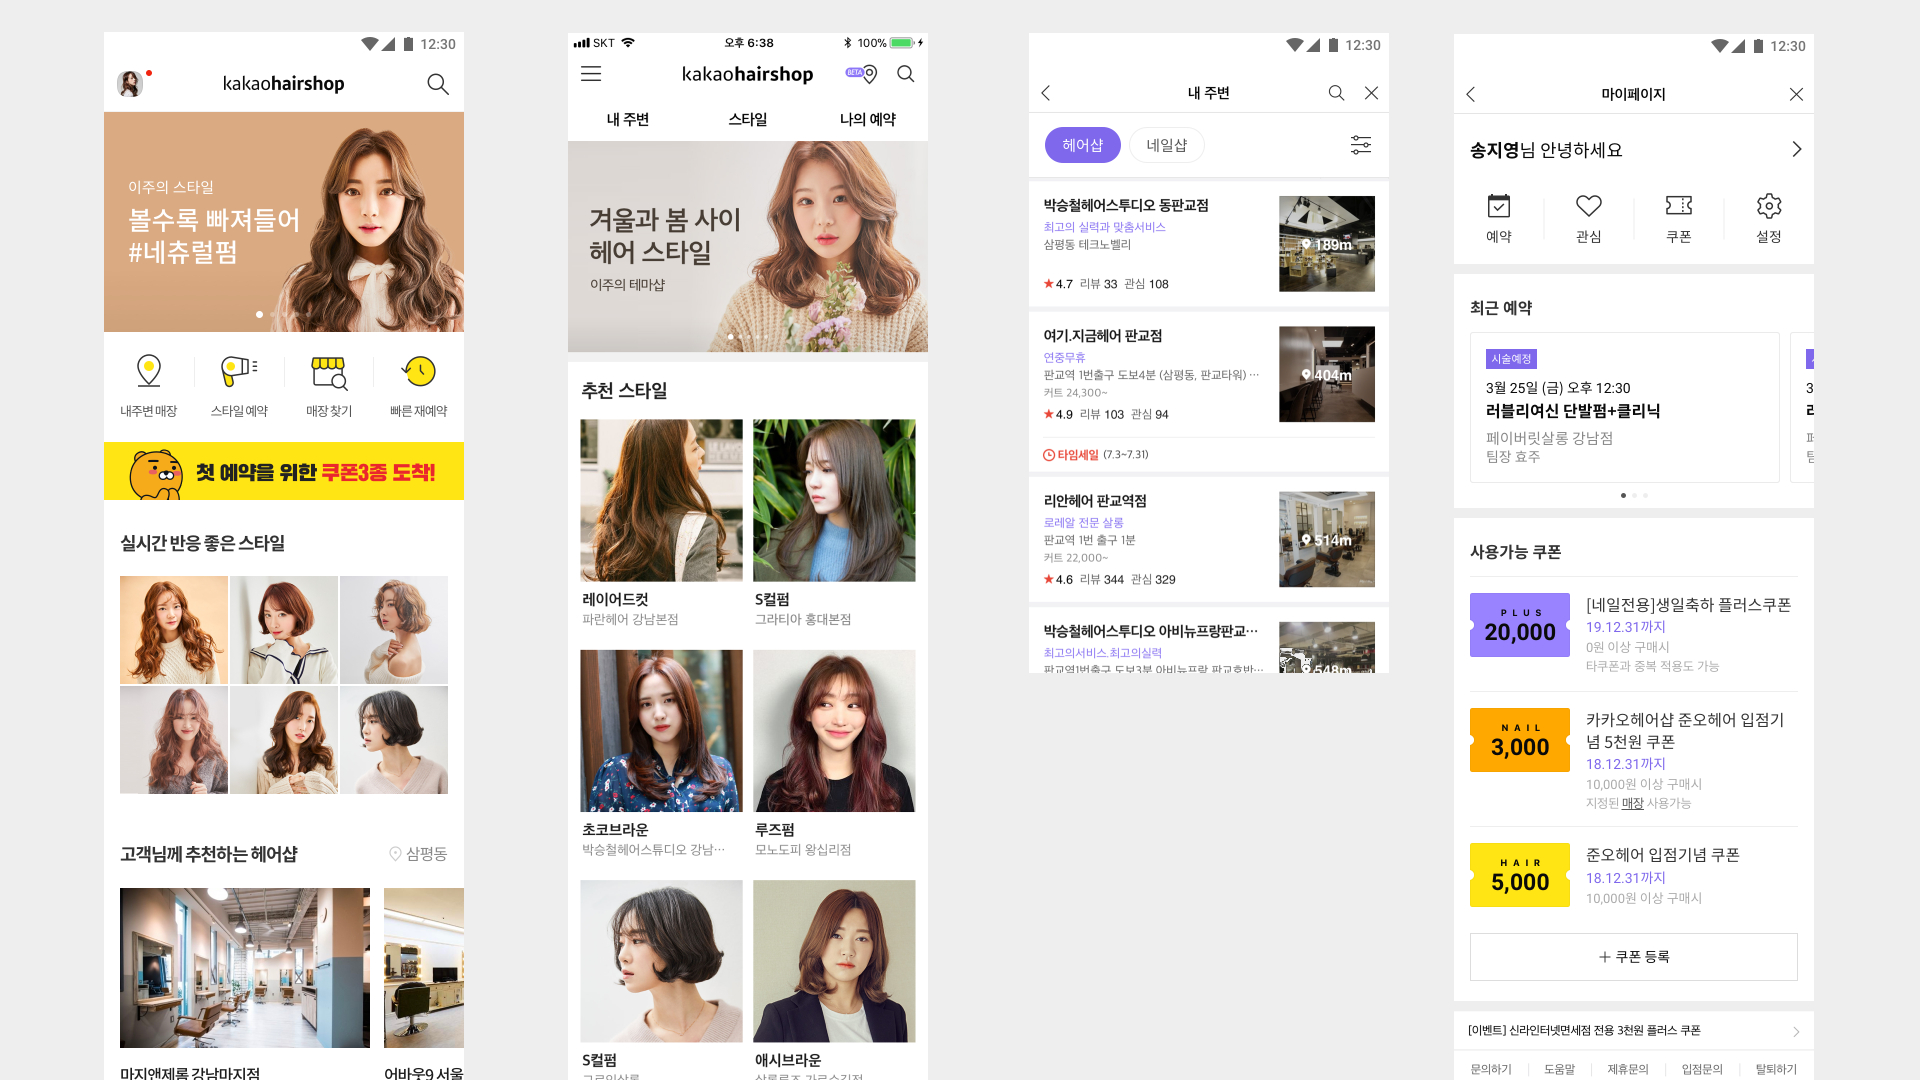 12:30
kakaohairshop
이주의 스타일
볼수록 빠져들어
#네츄럴펌
내주변 매장
스타일 예약
매장 찾기
빠른 재예약
첫 예약을 위한 쿠폰3종 도착!
실시간 반응 좋은 스타일
고객님께 추천하는 헤어샵
삼평동
마지앤제롬 강남마지점
어바웃9 서울
SKT
오후 6:38
100%
kakaohairshop
BETA
내 주변
스타일
나의 예약
겨울과 봄 사이
헤어 스타일
이주의 테마샵
추천 스타일
레이어드컷
파란헤어 강남본점
S컬펌
그라티아 홍대본점
초코브라운
박승철헤어스튜디오 강남···
루즈펌
모노도피 왕십리점
S컬펌
애시브라운
12:30
내 주변
헤어샵
네일샵
박승철헤어스투디오 동판교점
최고의 실력과 맞춤서비스
삼평동 테크노벨리
4.7 리뷰 33 관심 108
189m
여기.지금헤어 판교점
연중무휴
판교역 1번출구 도보4분 (삼평동, 판교타워) ···
커트 24,300~
4.9 리뷰 103 관심 94
404m
타임세일 (7.3~7.31)
리안헤어 판교역점
로레알 전문 살롱
판교역 1번 출구 1분
커트 22,000~
4.6 리뷰 344 관심 329
514m
박승철헤어스투디오 아비뉴프랑판교···
최고의서비스.최고의실력
판교역1번출구 도보3분 아비뉴프랑 판교호반···
548m
12:30
마이페이지
송지영님 안녕하세요
예약
관심
쿠폰
설정
최근 예약
시술예정
3월 25일 (금) 오후 12:30
러블리여신 단발펌+클리닉
페이버릿살롱 강남점
팀장 효주
사용가능 쿠폰
PLUS
20,000
[네일전용]생일축하 플러스쿠폰
19.12.31까지
0원 이상 구매시
타쿠폰과 중복 적용도 가능
NAIL
3,000
카카오헤어샵 준오헤어 입점기
념 5천원 쿠폰
18.12.31까지
10,000원 이상 구매시
지정된 매장 사용가능
HAIR
5,000
준오헤어 입점기념 쿠폰
18.12.31까지
10,000원 이상 구매시
+ 쿠폰 등록
[이벤트] 신라인터넷면세점 전용 3천원 플러스 쿠폰
문의하기
도움말
제휴문의
입점문의
탈퇴하기